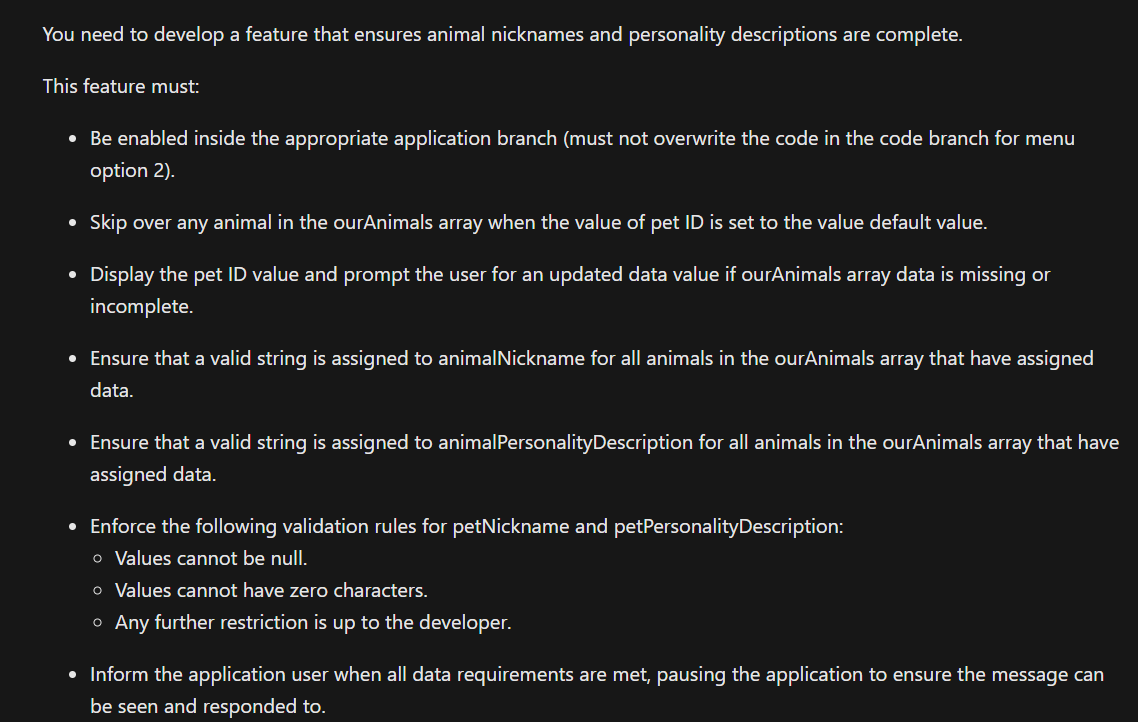 You need to develop a feature that ensures animal nicknames and personality descriptions are complete.
This feature must:
• Be enabled inside the appropriate application branch (must not overwrite the code in the code branch for menu
option 2).
• Skip over any animal in the ourAnimals array when the value of pet ID is set to the value default value.
• Display the pet ID value and prompt the user for an updated data value if ourAnimals array data is missing or
incomplete.
• Ensure that a valid string is assigned to animalNickname for all animals in the ourAnimals array that have assigned
data.
• Ensure that a valid string is assigned to animalPersonalityDescription for all animals in the ourAnimals array that have
assigned data.
• Enforce the following validation rules for petNickname and petPersonalityDescription:
○ Values cannot be null.
○ Values cannot have zero characters.
○ Any further restriction is up to the developer.
• Inform the application user when all data requirements are met, pausing the application to ensure the message can
be seen and responded to.